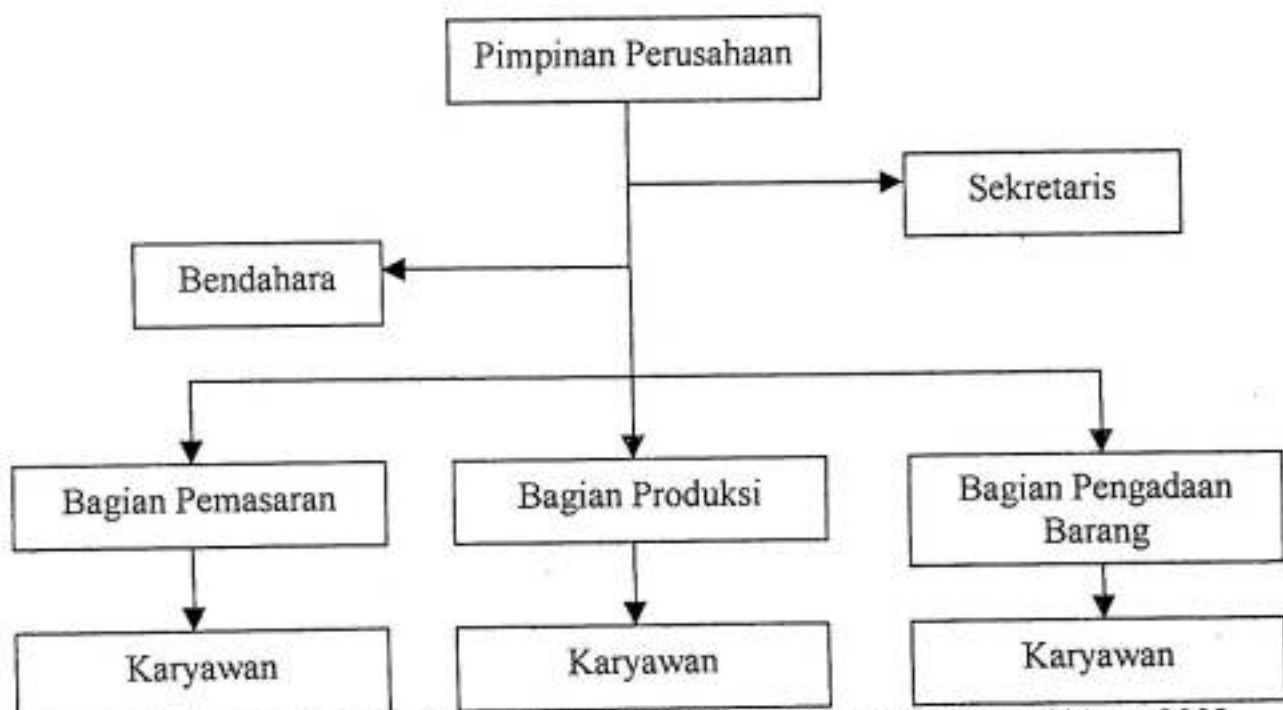 Pimpinan Perusahaan
Sekretaris
Bendahara
Bagian Pemasaran
Bagian Produksi
Bagian Pengadaan
Barang
Karyawan
Karyawan
Karyawan